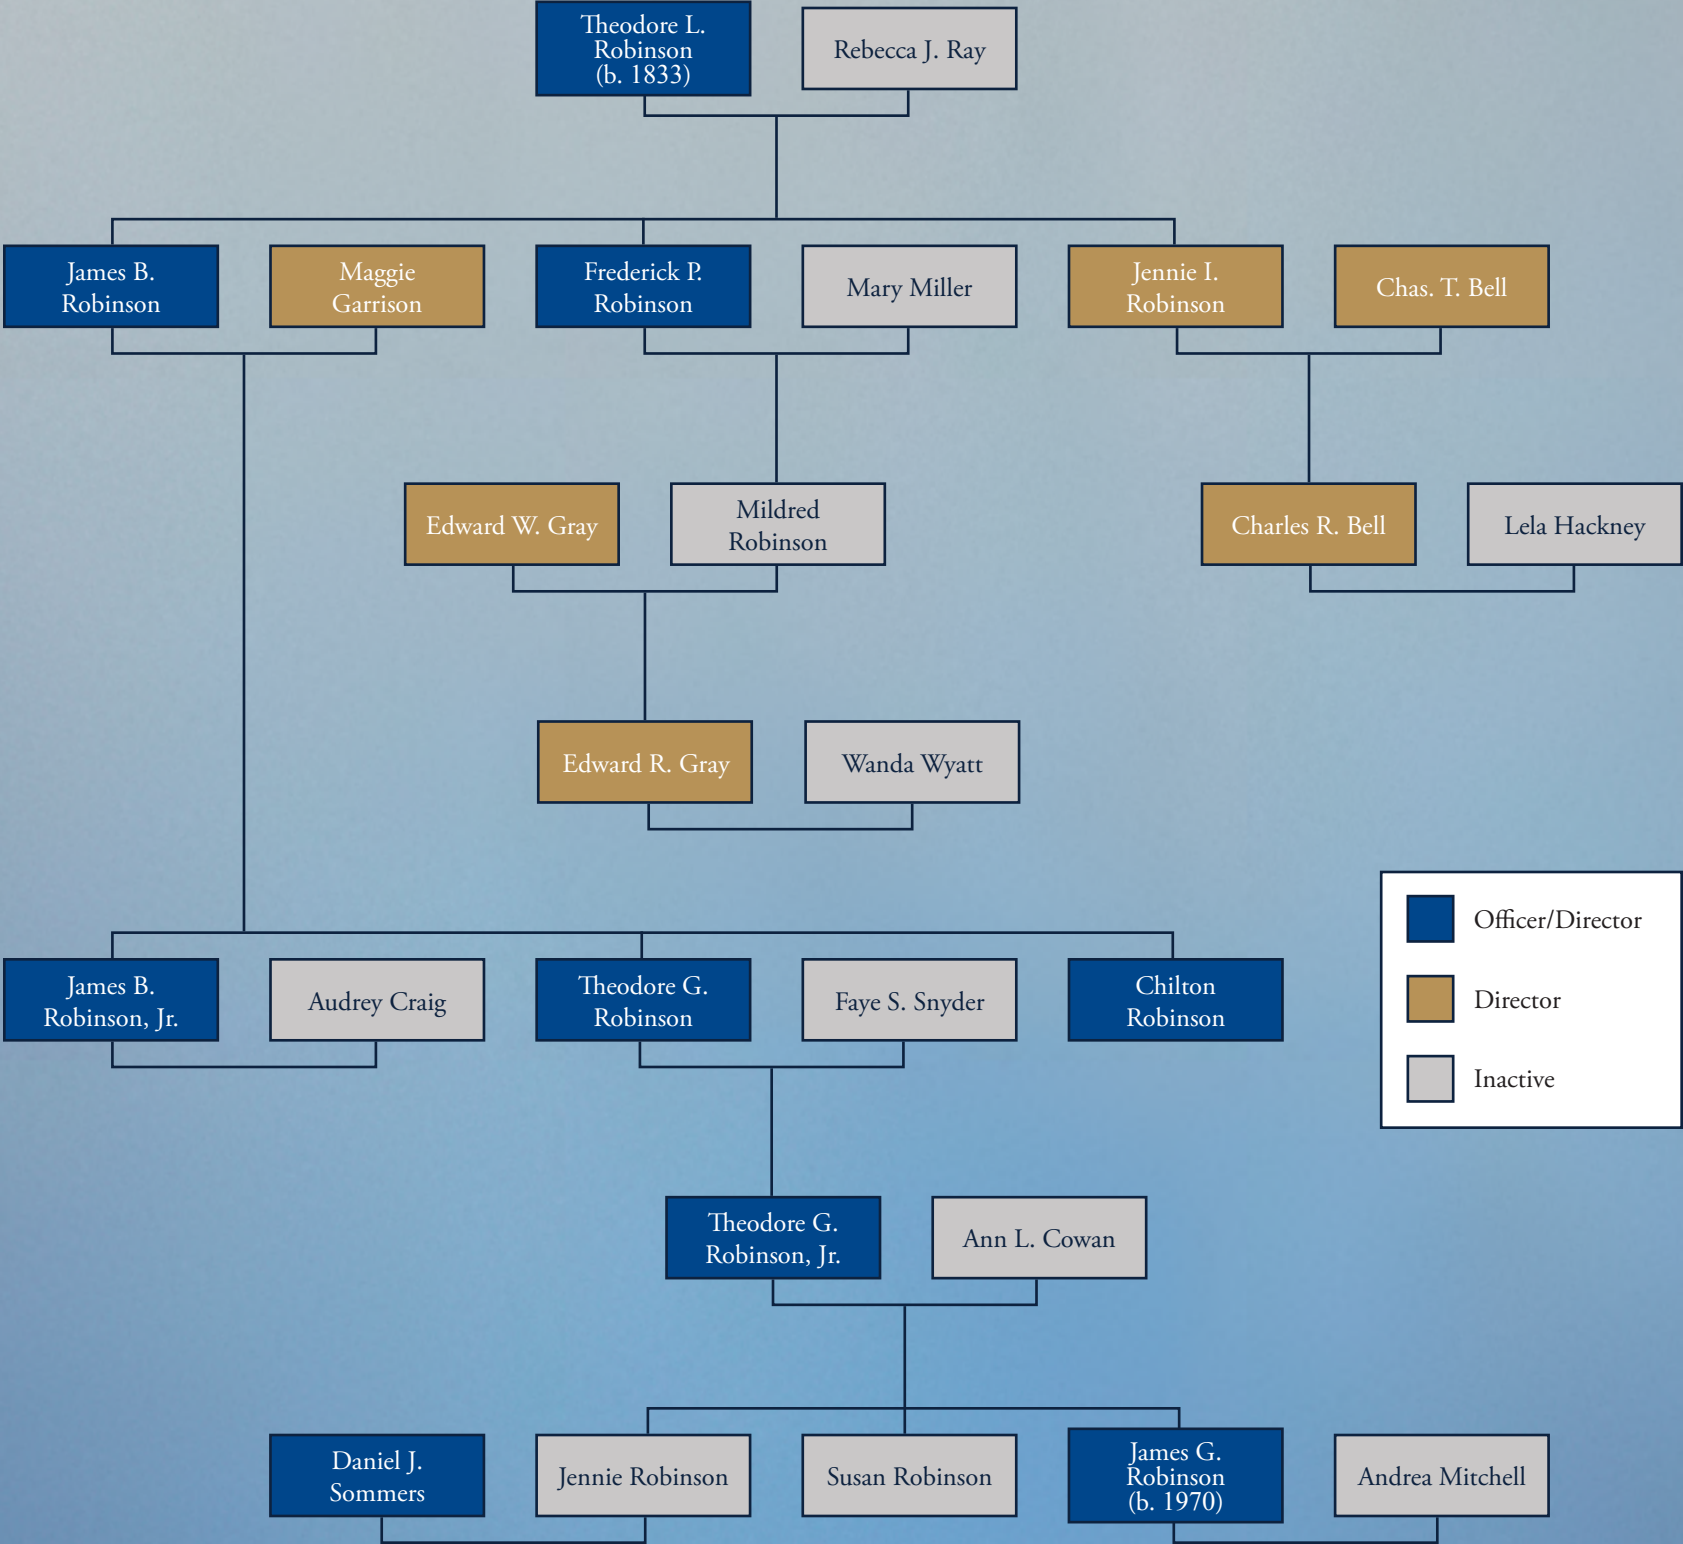 Theodore L.
Robinson
(b. 1833)
Rebecca J. Ray
James B.
Robinson
Maggie
Garrison
Frederick P.
Robinson
Mary Miller
Jennie I.
Robinson
Chas. T. Bell
Edward W. Gray
Mildred
Robinson
Charles R. Bell
Lela Hackney
Edward R. Gray
Wanda Wyatt
Officer/Director
Director
Inactive
James B.
Robinson, Jr.
Audrey Craig
Theodore G.
Robinson
Faye S. Snyder
Chilton
Robinson
Theodore G.
Robinson, Jr.
Ann L. Cowan
Daniel J.
Sommers
Jennie Robinson
Susan Robinson
James G.
Robinson
(b. 1970)
Andrea Mitchell